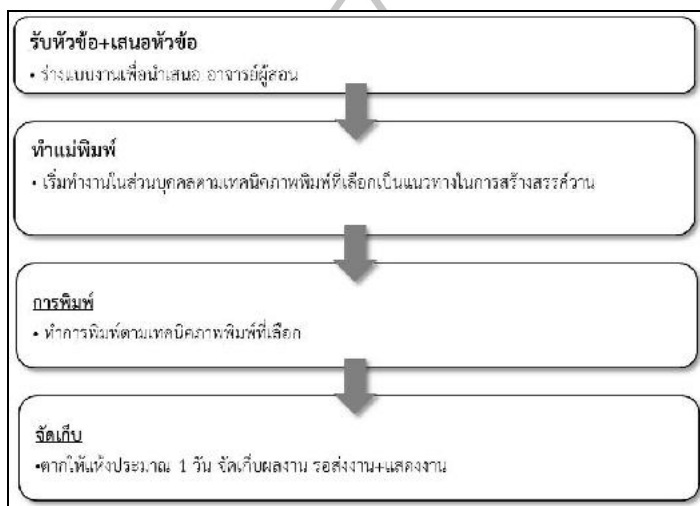 รับหัวข้อ+เสนอหัวข้อ
• ร่างแบบงานเพื่อนำเสนอ อาจารย์ผู้สอน
ทำแม่พิมพ์
• เริ่มทำงานในส่วนบุคคลตามเทคนิคภาพพิมพ์ที่เลือกเป็นแนวทางในการสร้างสรรค์งาน
การพิมพ์
• ทำการพิมพ์ตามเทคนิคภาพพิมพ์ที่เลือก
จัดเก็บ
•ตากให้แห้งประมาณ 1 วัน จัดเก็บผลงาน รอส่งงาน+แสดงงาน